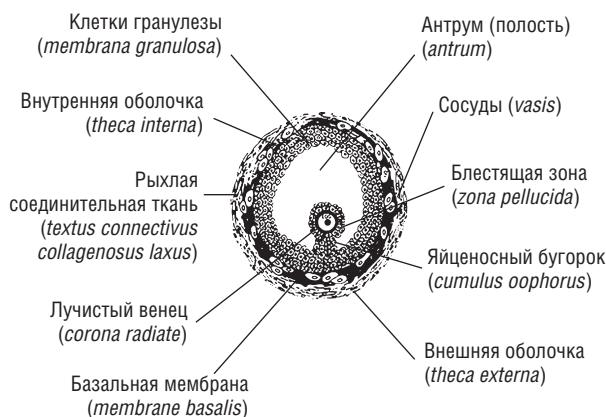 Клетки гранулезы
(membrana granulosa)
Внутренняя оболочка
(theca interna)
Рыхлая
соединительная ткань
(textus connectivus
collagenosus laxus)
Лучистый венец
(corona radiate)
Базальная мембрана
(membrane basalis)
Антрум (полость)
(antrum)
Сосуды (vasis)
Блестящая зона
(zona pellucida)
Яйценосный бугорок
(cumulus oophorus)
Внешняя оболочка
(theca externa)